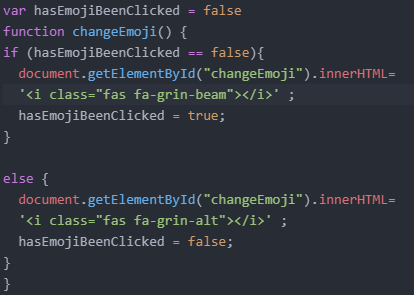 var hasEmojiBeenClicked = false
function changeEmoji() {
if (hasEmojiBeenClicked == false){
  document.getElementById("changeEmoji").innerHTML=
  '<i class="fas fa-grin-beam"></i>' ;
  hasEmojiBeenClicked = true;
}

else {
  document.getElementById("changeEmoji").innerHTML=
  '<i class="fas fa-grin-alt"></i>' ;
  hasEmojiBeenClicked = false;
}
}